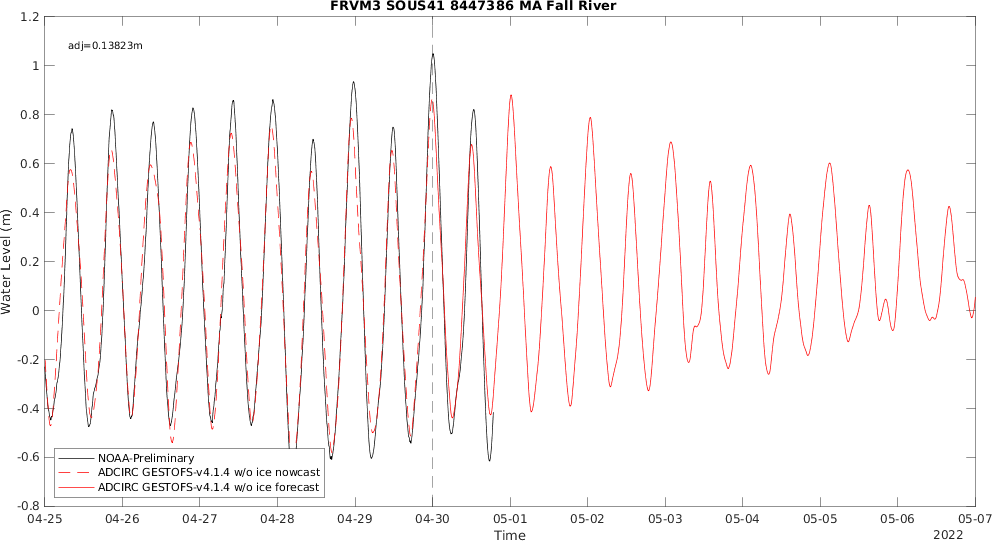 FRVM3 SOUS41 8447386 MA Fall River
adj=0.13823m
Water Level (m)
1.2
1
0.8
0.6
0.4
0.2
0
-0.2
-0.4
-0.6
-0.8
NOAA-Preliminary
ADCIRC GESTOFS-v4.1.4 w/o ice nowcast
ADCIRC GESTOFS-v4.1.4 w/o ice forecast
04-25 04-26 04-27 04-28 04-29 04-30 05-01 05-02 05-03 05-04 05-05 05-06 05-07
Time
2022